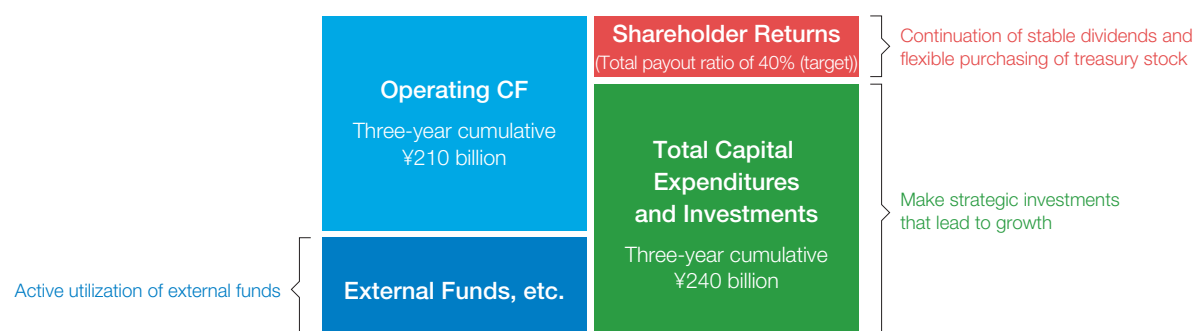 Active utilization of external funds
Operating CF
Three-year cumulative
¥210 billion
External Funds, etc.
Shareholder Returns
(Total payout ratio of 40% (target))
Total Capital
Expenditures
and Investments
Three-year cumulative
¥240 billion
Continuation of stable dividends and
flexible purchasing of treasury stock
Make strategic investments
that lead to growth